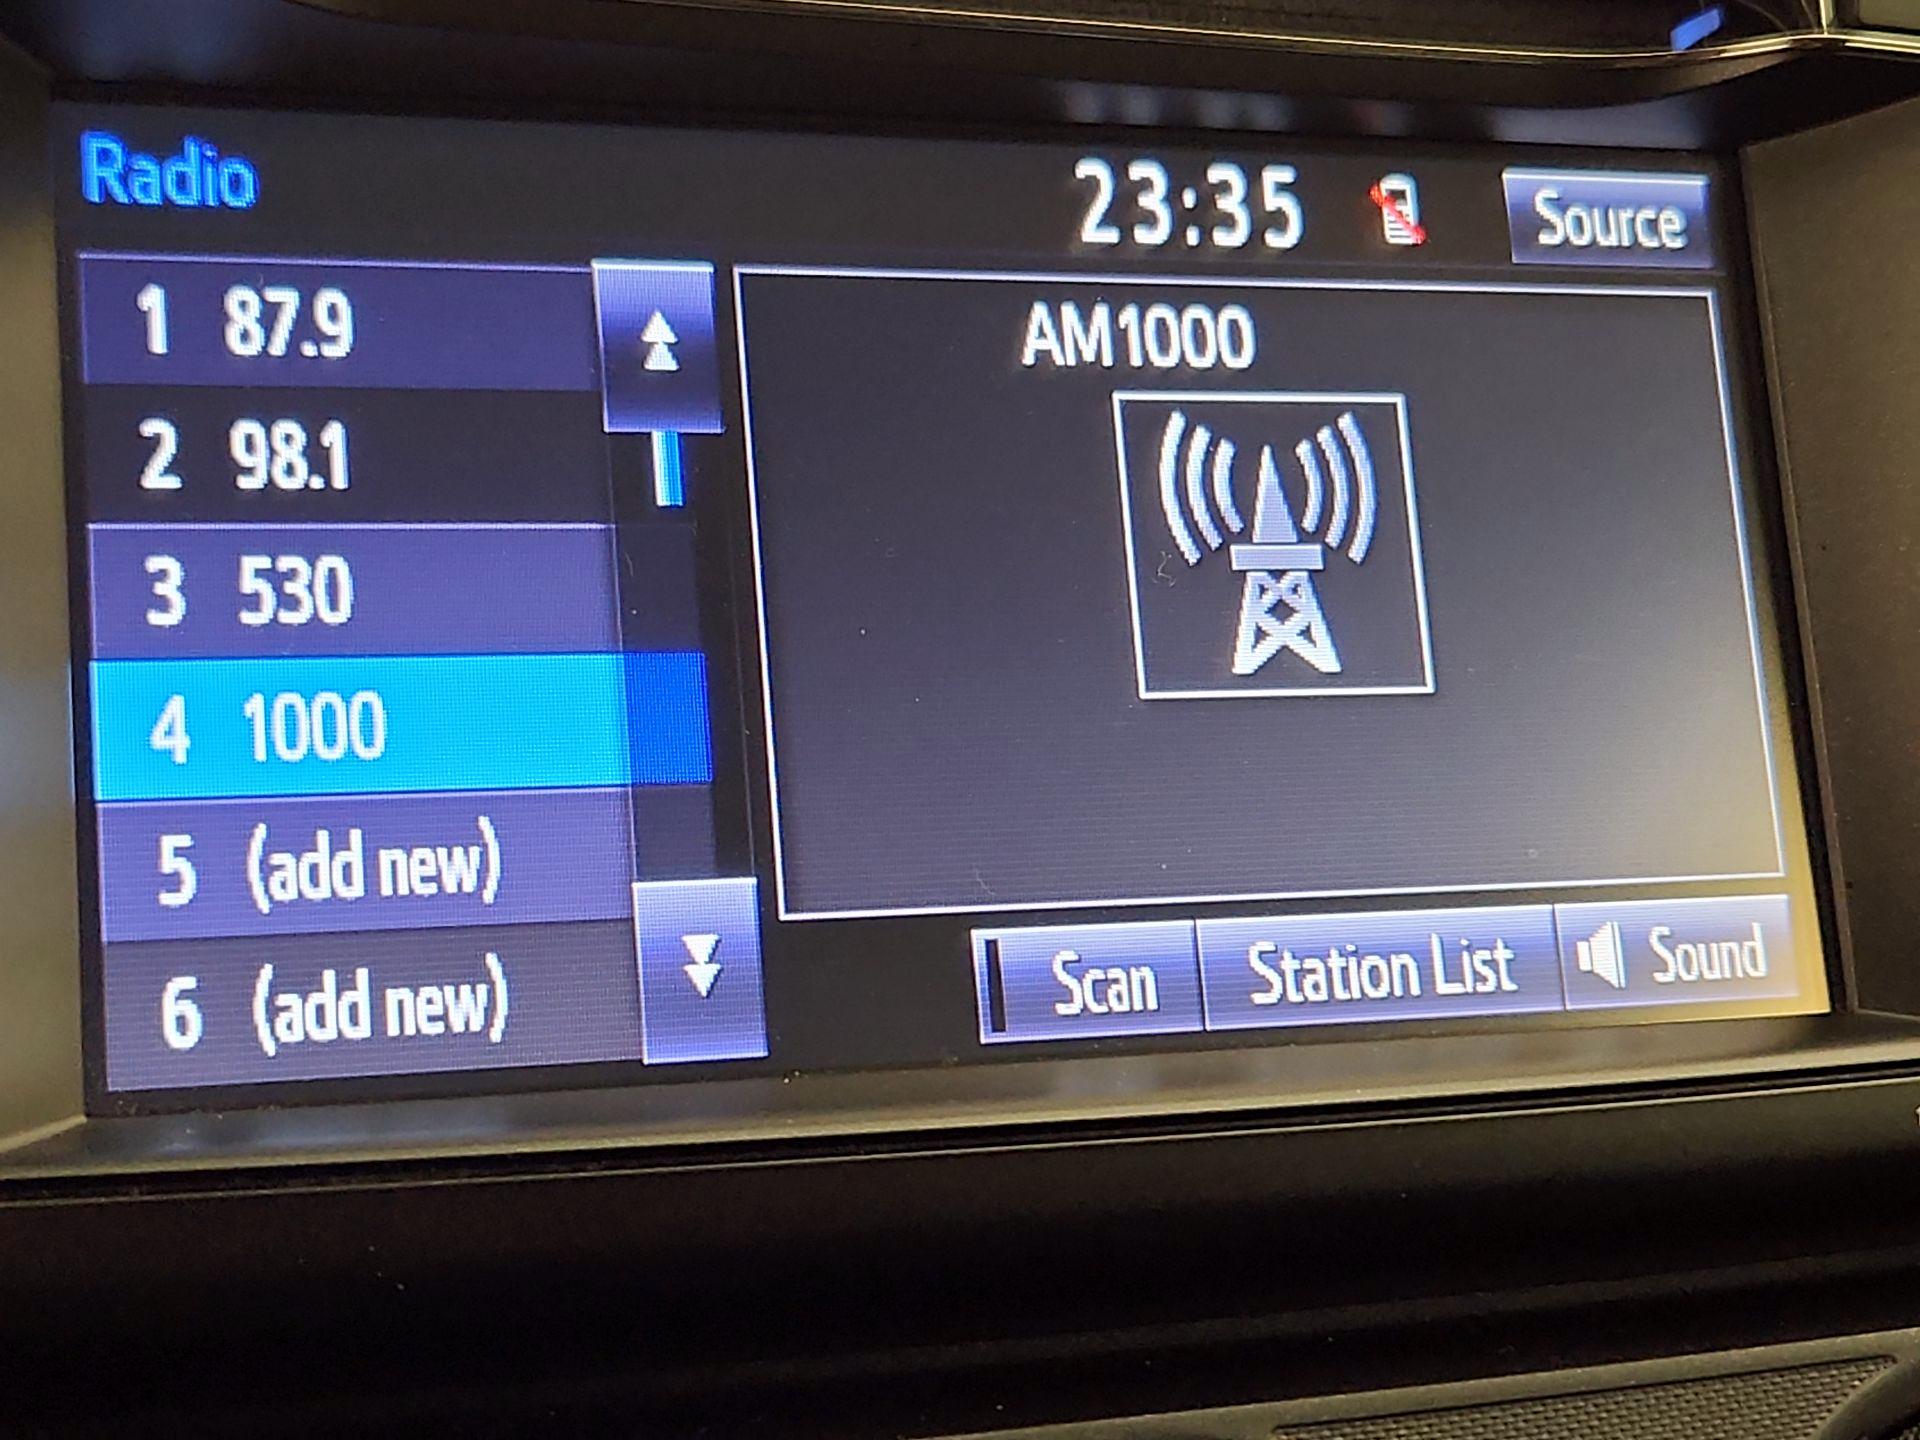 Radio
23:35
Source
1 87.9
2 98.1
3 530
4 1000
5 (add new)
6 (add new)
AM1000
Scan
Station List
Sound